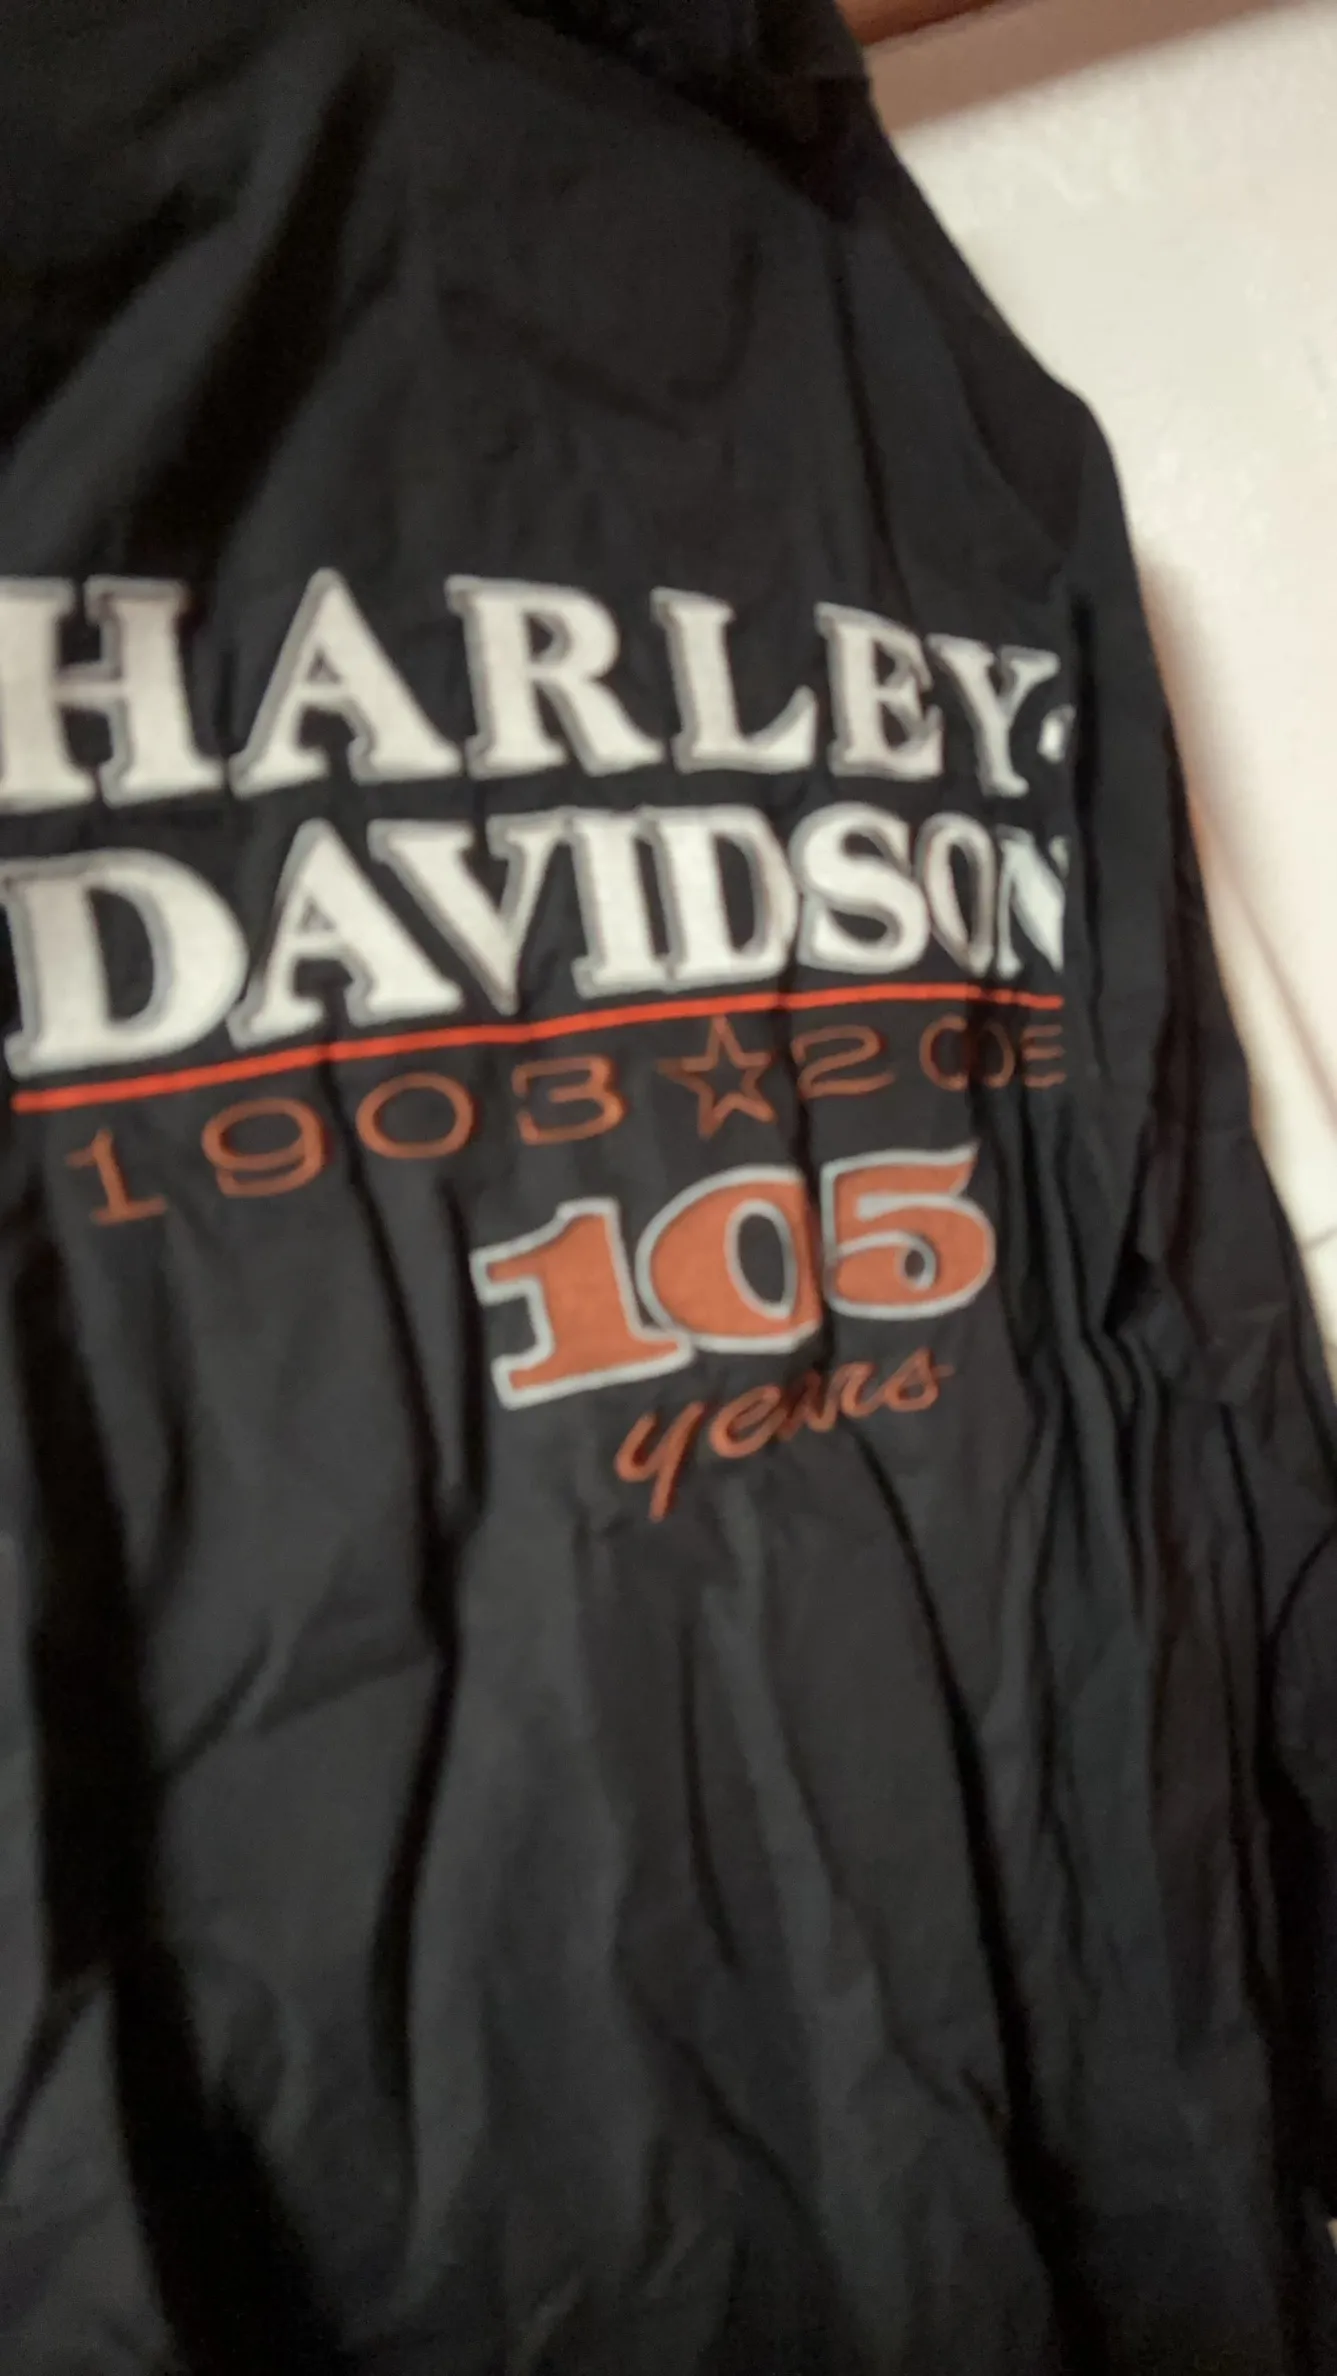 HARLEY-
DAVIDSON
1903☆2008
105
years